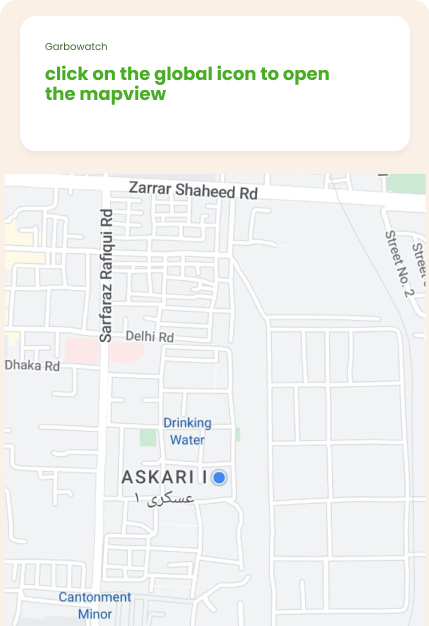 Garbowatch
click on the global icon to open
the mapview
Zarrar Shaheed Rd
Sarfaraz Rafiqui Rd
Street No. 2
Street
Delhi Rd
Dhaka Rd
Drinking
Water
ASKARI I
عسکری ۱
Cantonment
Minor